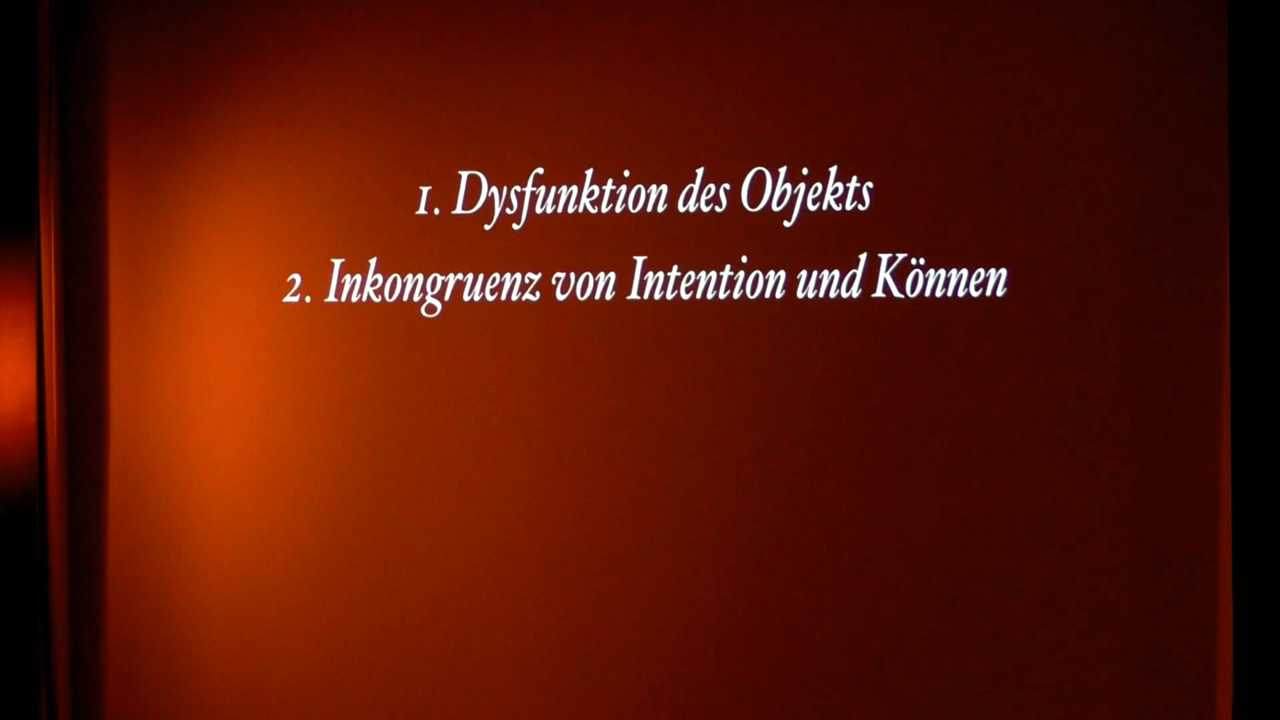 1. Dysfunktion des Objekts
2. Inkongruenz von Intention und Können